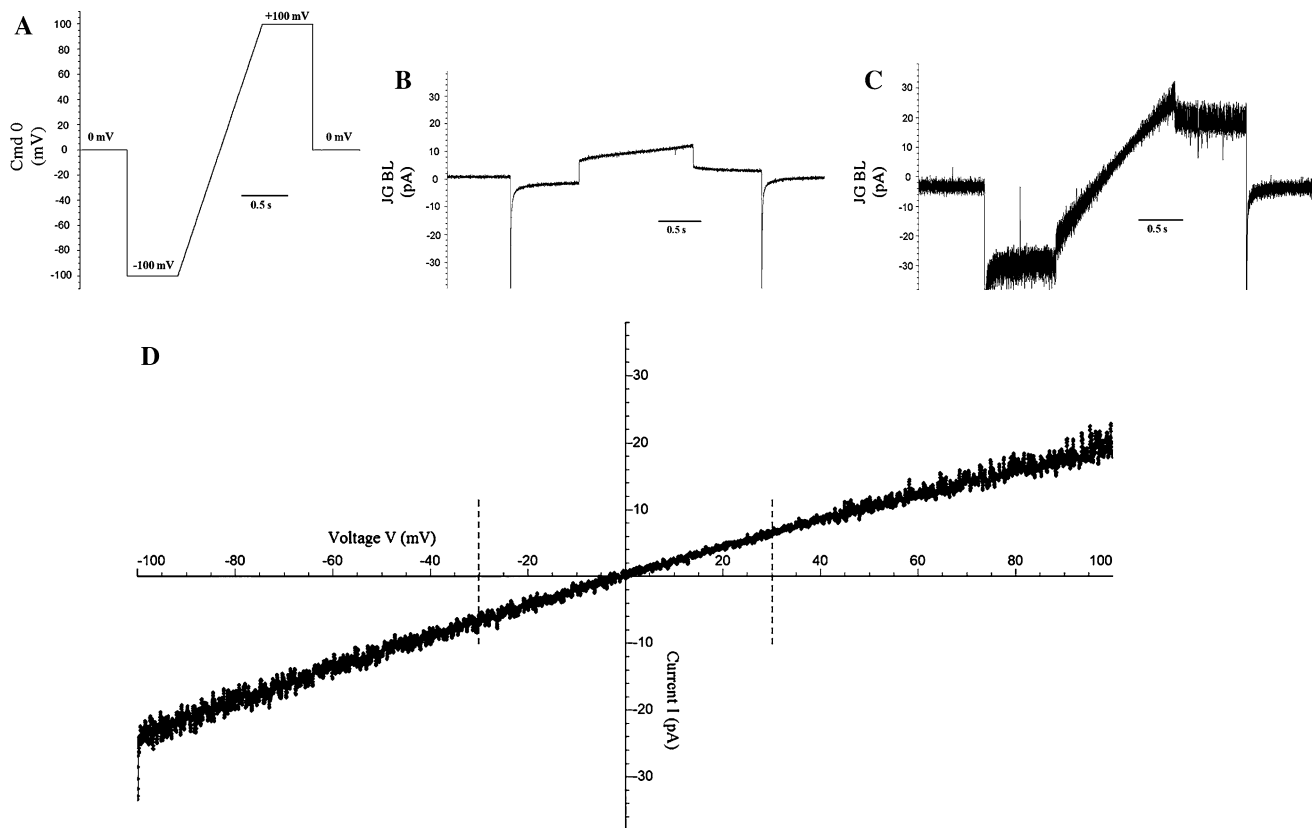 A
100
80
60
40
20
0
-20
-40
-60
-80
-100
Cmd 0
(mV)
0 mV
+100 mV
-100 mV
0 mV
0.5 s
B
30
20
10
0
-10
-20
-30
JG BL
(pA)
0.5 s
C
30
20
10
0
-10
-20
-30
JG BL
(pA)
0.5 s
D
30
20
10
-10
-20
-30
Voltage V (mV)
-100 -80 -60 -40 -20 20 40 60 80 100
Current I (pA)